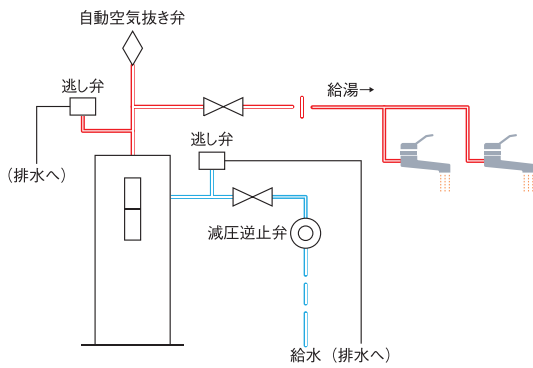 自動空気抜き弁
逃し弁
給湯→
(排水へ)
逃し弁
減圧逆止弁
給水
(排水へ)